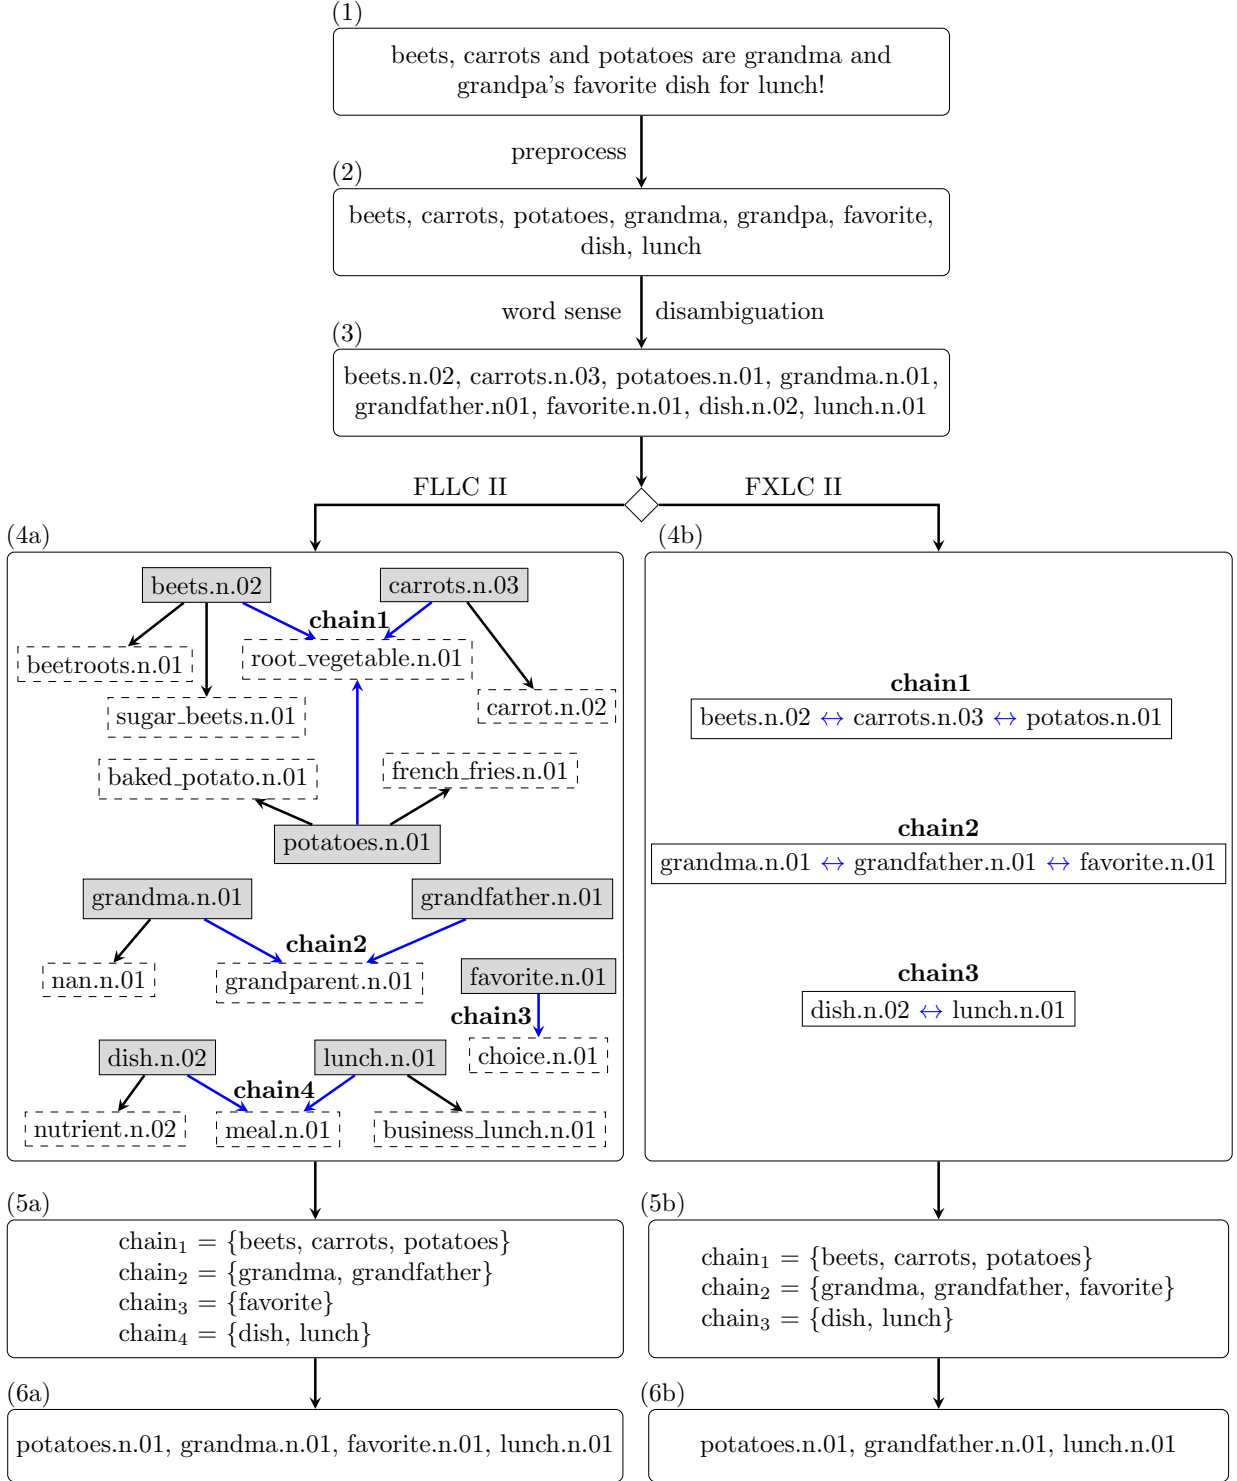 (1)
beets, carrots and potatoes are grandma and
grandpa's favorite dish for lunch!
preprocess
(2)
beets, carrots, potatoes, grandma, grandpa, favorite,
dish, lunch
word sense disambiguation
(3)
beets.n.02, carrots.n.03, potatoes.n.01, grandma.n.01,
grandfather.n01, favorite.n.01, dish.n.02, lunch.n.01
FLLC II
FXLC II
(4a)
beets.n.02
carrots.n.03
chain1
beetroots.n.01
root_vegetable.n.01
sugar_beets.n.01
carrot.n.02
baked_potato.n.01
french_fries.n.01
potatoes.n.01
grandma.n.01
grandfather.n.01
chain2
nan.n.01
grandparent.n.01
favorite.n.01
chain3
choice.n.01
dish.n.02
lunch.n.01
chain4
nutrient.n.02
meal.n.01
business_lunch.n.01
(4b)
chain1
beets.n.02 ↔ carrots.n.03 ↔ potatos.n.01
chain2
grandma.n.01 ↔ grandfather.n.01 ↔ favorite.n.01
chain3
dish.n.02 ↔ lunch.n.01
(5a)
chain₁ = {beets, carrots, potatoes}
chain₂ = {grandma, grandfather}
chain₃ = {favorite}
chain₄ = {dish, lunch}
(5b)
chain₁ = {beets, carrots, potatoes}
chain₂ = {grandma, grandfather, favorite}
chain₃ = {dish, lunch}
(6a)
potatoes.n.01, grandma.n.01, favorite.n.01, lunch.n.01
(6b)
potatoes.n.01, grandfather.n.01, lunch.n.01